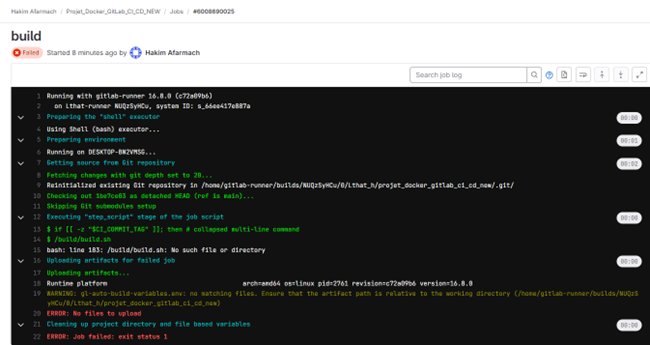 Hakim Afarmach / Projet_Docker_GitLab_CI_CD_NEW / Jobs / #6008690025
build
Failed Started 8 minutes ago by Hakim Afarmach
Search job log
1 Running with gitlab-runner 16.8.0 (c72a09b6)
2 on Lthat-runner NUQzSyHCu, system ID: s_66ee417e887a
3 Preparing the "shell" executor 00:00
4 Using Shell (bash) executor...
5 Preparing environment 00:01
6 Running on DESKTOP-BW2VMSG...
7 Getting source from Git repository 00:02
8 Fetching changes with git depth set to 20...
9 Reinitialized existing Git repository in /home/gitlab-runner/builds/NUQzSyHCu/0/lthat_h/projet_docker_gitlab_ci_cd_new/.git/
10 Checking out 1be7ce03 as detached HEAD (ref is main)...
11 Skipping Git submodules setup
12 Executing "step_script" stage of the job script 00:00
13 $ if [[ -z "$CI_COMMIT_TAG" ]]; then # collapsed multi-line command
14 $ /build/build.sh
15 bash: line 183: /build/build.sh: No such file or directory
16 Uploading artifacts for failed job 00:00
17 Uploading artifacts...
18 Runtime platform arch=amd64 os=linux pid=2761 revision=c72a09b6 version=16.8.0
19 WARNING: gl-auto-build-variables.env: no matching files. Ensure that the artifact path is relative to the working directory (/home/gitlab-runner/builds/NUQzS
yHCu/0/lthat_h/projet_docker_gitlab_ci_cd_new)
20 ERROR: No files to upload
21 Cleaning up project directory and file based variables 00:00
22 ERROR: Job failed: exit status 1